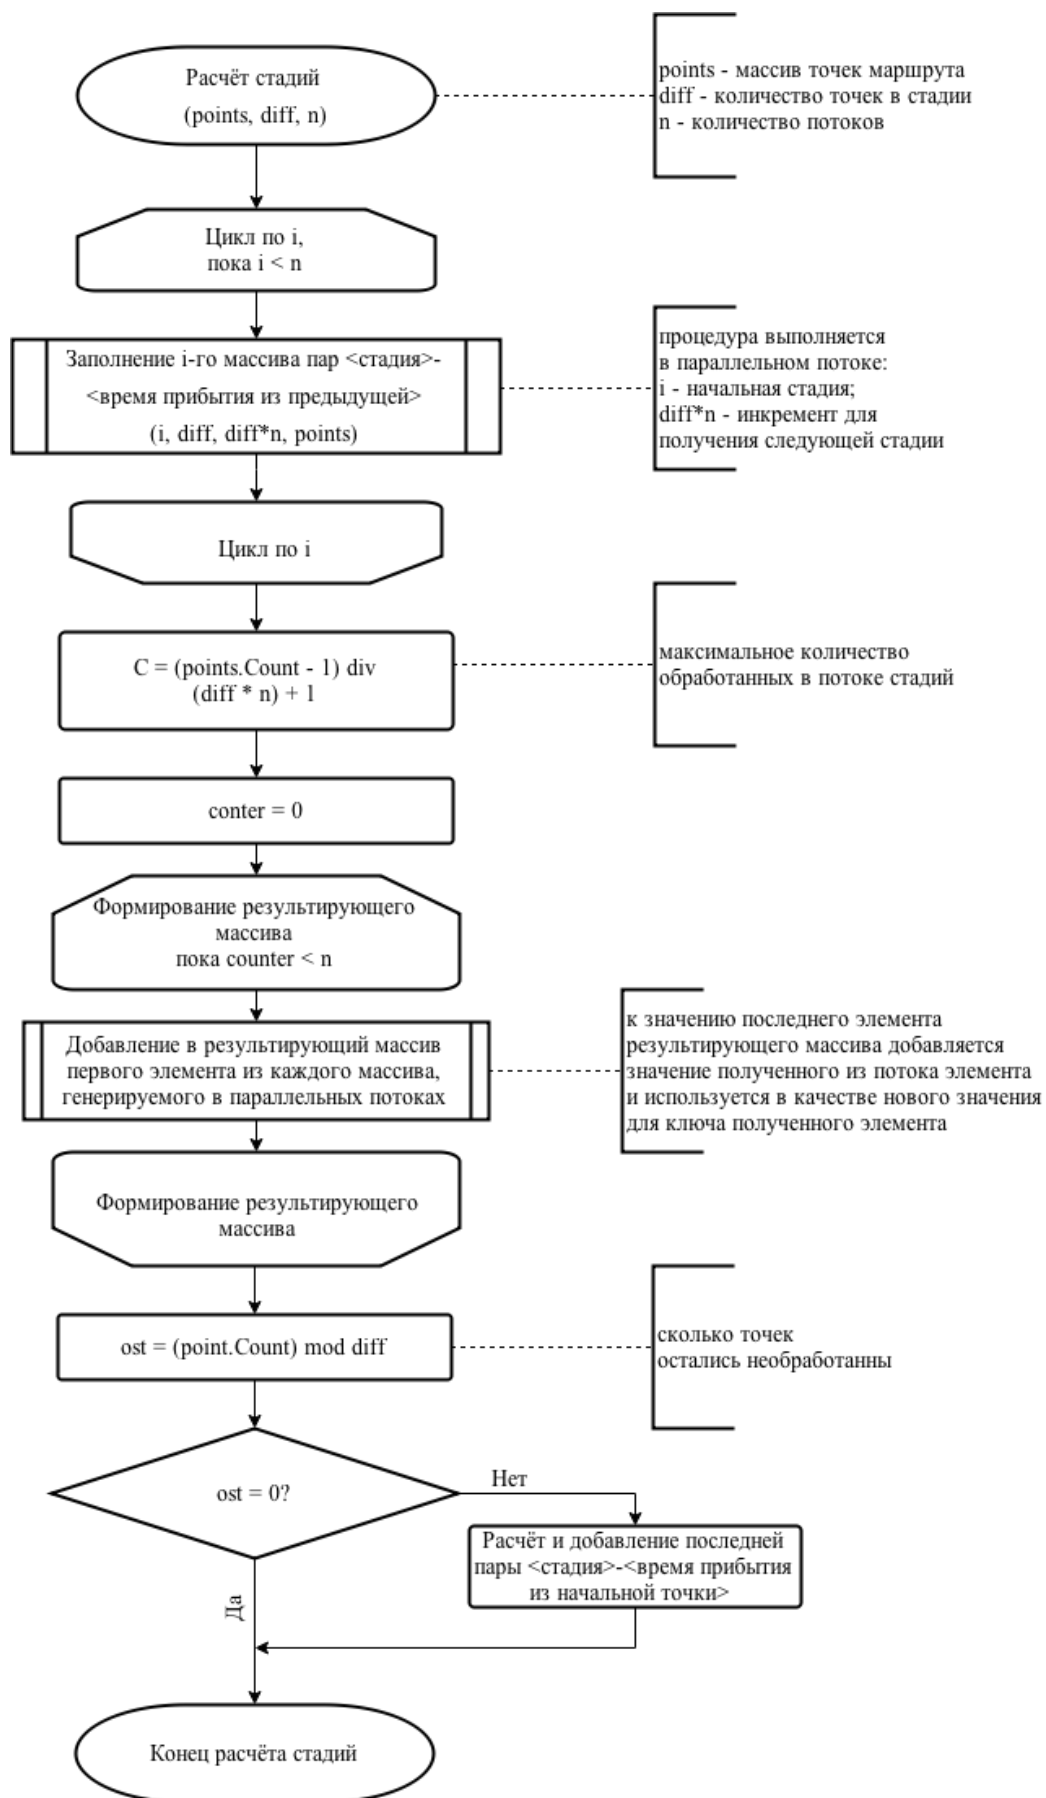 Расчёт стадий
(points, diff, n)
points - массив точек маршрута
diff - количество точек в стадии
n - количество потоков
Цикл по i,
пока i < n
Заполнение i-го массива пар <стадия>-
<время прибытия из предыдущей>
(i, diff, diff*n, points)
процедура выполняется
в параллельном потоке:
i - начальная стадия;
diff*n - инкремент для
получения следующей стадии
Цикл по i
C = (points.Count - 1) div
(diff * n) + 1
максимальное количество
обработанных в потоке стадий
conter = 0
Формирование результирующего
массива
пока counter < n
Добавление в результирующий массив
первого элемента из каждого массива,
генерируемого в параллельных потоках
к значению последнего элемента
результирующего массива добавляется
значение полученного из потока элемента
и используется в качестве нового значения
для ключа полученного элемента
Формирование результирующего
массива
ost = (point.Count) mod diff
сколько точек
остались необработанны
ost = 0?
Нет
Расчёт и добавление последней
пары <стадия>-<время прибытия
из начальной точки>
Да
Конец расчёта стадий